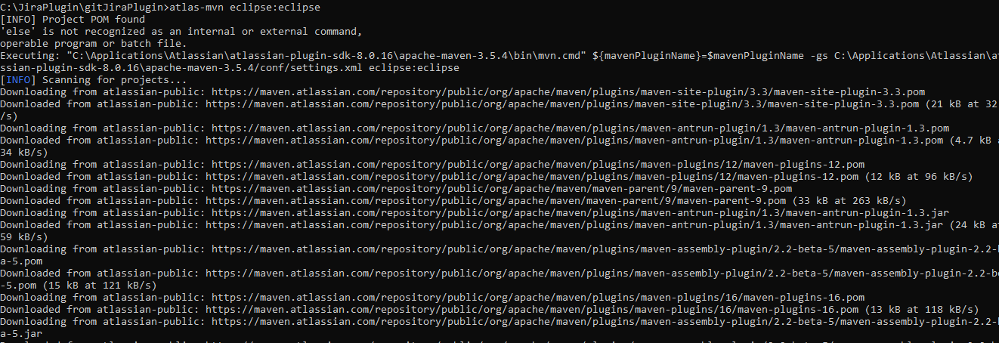 C:\JiraPlugin\gitJiraPlugin>atlas-mvn eclipse:eclipse
[INFO] Project POM found
'else' is not recognized as an internal or external command,
operable program or batch file.
Executing: "C:\Applications\Atlassian\atlassian-plugin-sdk-8.0.16\apache-maven-3.5.4\bin\mvn.cmd" ${mavenPluginName}=$mavenPluginName -gs C:\Applications\Atlassian\at
ssian-plugin-sdk-8.0.16\apache-maven-3.5.4/conf/settings.xml eclipse:eclipse
[INFO] Scanning for projects...
Downloading from atlassian-public: https://maven.atlassian.com/repository/public/org/apache/maven/plugins/maven-site-plugin/3.3/maven-site-plugin-3.3.pom
Downloaded from atlassian-public: https://maven.atlassian.com/repository/public/org/apache/maven/plugins/maven-site-plugin/3.3/maven-site-plugin-3.3.pom (21 kB at 32
/s)
Downloading from atlassian-public: https://maven.atlassian.com/repository/public/org/apache/maven/plugins/maven-antrun-plugin/1.3/maven-antrun-plugin-1.3.pom
Downloaded from atlassian-public: https://maven.atlassian.com/repository/public/org/apache/maven/plugins/maven-antrun-plugin/1.3/maven-antrun-plugin-1.3.pom (4.7 kB a
34 kB/s)
Downloading from atlassian-public: https://maven.atlassian.com/repository/public/org/apache/maven/plugins/maven-plugins/12/maven-plugins-12.pom
Downloaded from atlassian-public: https://maven.atlassian.com/repository/public/org/apache/maven/plugins/maven-plugins/12/maven-plugins-12.pom (12 kB at 96 kB/s)
Downloading from atlassian-public: https://maven.atlassian.com/repository/public/org/apache/maven/maven-parent/9/maven-parent-9.pom
Downloaded from atlassian-public: https://maven.atlassian.com/repository/public/org/apache/maven/maven-parent/9/maven-parent-9.pom (33 kB at 263 kB/s)
Downloading from atlassian-public: https://maven.atlassian.com/repository/public/org/apache/maven/plugins/maven-antrun-plugin/1.3/maven-antrun-plugin-1.3.jar
Downloaded from atlassian-public: https://maven.atlassian.com/repository/public/org/apache/maven/plugins/maven-antrun-plugin/1.3/maven-antrun-plugin-1.3.jar (24 kB at
59 kB/s)
Downloading from atlassian-public: https://maven.atlassian.com/repository/public/org/apache/maven/plugins/maven-assembly-plugin/2.2-beta-5/maven-assembly-plugin-2.2-b
a-5.pom
Downloaded from atlassian-public: https://maven.atlassian.com/repository/public/org/apache/maven/plugins/maven-assembly-plugin/2.2-beta-5/maven-assembly-plugin-2.2-be
-5.pom (15 kB at 121 kB/s)
Downloading from atlassian-public: https://maven.atlassian.com/repository/public/org/apache/maven/plugins/maven-plugins/16/maven-plugins-16.pom
Downloaded from atlassian-public: https://maven.atlassian.com/repository/public/org/apache/maven/plugins/maven-plugins/16/maven-plugins-16.pom (13 kB at 118 kB/s)
Downloading from atlassian-public: https://maven.atlassian.com/repository/public/org/apache/maven/plugins/maven-assembly-plugin/2.2-beta-5/maven-assembly-plugin-2.2-b
a-5.jar